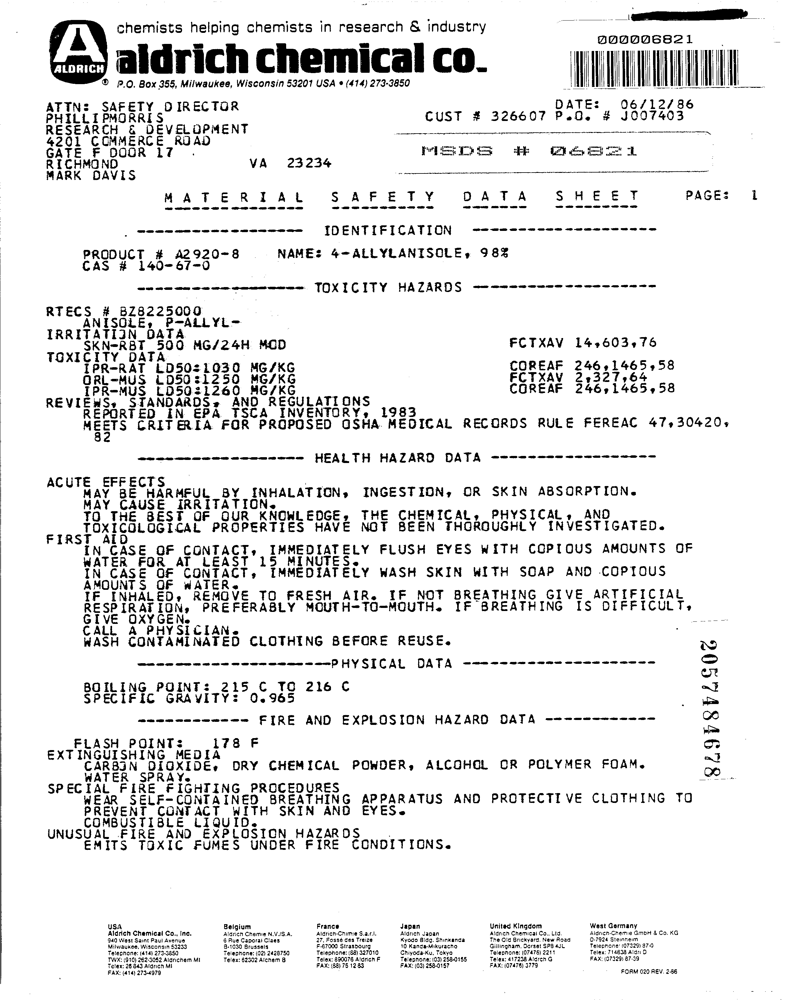 chemists helping chemists in research & industry
aldrich chemical co.
ALDRICH ®
P.O. Box 355, Milwaukee, Wisconsin 53201 USA • (414) 273-3850
000006821
ATTN: SAFETY DIRECTOR
PHILLIPMORRIS
RESEARCH & DEVELOPMENT
4201 COMMERCE ROAD
GATE F DOOR 17
RICHMOND VA 23234
MARK DAVIS
DATE: 06/12/86
CUST # 326607 P.O. # J007403
MSDS # 06821
MATERIAL SAFETY DATA SHEET PAGE: 1
------------------ IDENTIFICATION ------------------
PRODUCT # A2920-8 NAME: 4-ALLYLANISOLE, 98%
CAS # 140-67-0
------------------ TOXICITY HAZARDS ------------------
RTECS # BZ8225000
ANISOLE, P-ALLYL-
IRRITATION DATA
SKN-RBT 500 MG/24H MOD FCTXAV 14,603,76
TOXICITY DATA
IPR-RAT LD50:1030 MG/KG COREAF 246,1465,58
ORL-MUS LD50:1250 MG/KG FCTXAV 2,327,64
IPR-MUS LD50:1260 MG/KG COREAF 246,1465,58
REVIEWS, STANDARDS, AND REGULATIONS
REPORTED IN EPA TSCA INVENTORY, 1983
MEETS CRITERIA FOR PROPOSED OSHA MEDICAL RECORDS RULE FEREAC 47,30420,
82
------------------ HEALTH HAZARD DATA ------------------
ACUTE EFFECTS
MAY BE HARMFUL BY INHALATION, INGESTION, OR SKIN ABSORPTION.
MAY CAUSE IRRITATION.
TO THE BEST OF OUR KNOWLEDGE, THE CHEMICAL, PHYSICAL, AND
TOXICOLOGICAL PROPERTIES HAVE NOT BEEN THOROUGHLY INVESTIGATED.
FIRST AID
IN CASE OF CONTACT, IMMEDIATELY FLUSH EYES WITH COPIOUS AMOUNTS OF
WATER FOR AT LEAST 15 MINUTES.
IN CASE OF CONTACT, IMMEDIATELY WASH SKIN WITH SOAP AND COPIOUS
AMOUNTS OF WATER.
IF INHALED, REMOVE TO FRESH AIR. IF NOT BREATHING GIVE ARTIFICIAL
RESPIRATION, PREFERABLY MOUTH-TO-MOUTH. IF BREATHING IS DIFFICULT,
GIVE OXYGEN.
CALL A PHYSICIAN.
WASH CONTAMINATED CLOTHING BEFORE REUSE.
-------------------PHYSICAL DATA -------------------
BOILING POINT: 215 C TO 216 C
SPECIFIC GRAVITY: 0.965
------------ FIRE AND EXPLOSION HAZARD DATA ------------
FLASH POINT: 178 F
EXTINGUISHING MEDIA
CARBON DIOXIDE, DRY CHEMICAL POWDER, ALCOHOL OR POLYMER FOAM.
WATER SPRAY.
SPECIAL FIRE FIGHTING PROCEDURES
WEAR SELF-CONTAINED BREATHING APPARATUS AND PROTECTIVE CLOTHING TO
PREVENT CONTACT WITH SKIN AND EYES.
COMBUSTIBLE LIQUID.
UNUSUAL FIRE AND EXPLOSION HAZARDS
EMITS TOXIC FUMES UNDER FIRE CONDITIONS.
2057484678
USA
Aldrich Chemical Co., Inc.
940 West Saint Paul Avenue
Milwaukee, Wisconsin 53233
Telephone: (414) 273-3850
TWX: (910) 262-3052 Aldrichem MI
Telex: 26 843 Aldrich MI
FAX: (414) 273-4979
Belgium
Aldrich Chemie N.V./S.A.
6 Rue Caporal Claes
B-1030 Brussels
Telephone: (02) 2428750
Telex: 62302 Alchem B
France
Aldrich-Chimie S.a.r.l.
27, Fosse des Treize
F-67000 Strasbourg
Telephone: (88) 327010
Telex: 890076 Aldrich F
FAX: (88) 75 12 83
Japan
Aldrich Japan
Kyodo Bldg. Shinkanda
10 Kanda-Mikuracho
Chiyoda-Ku, Tokyo
Telephone: (03) 258-0155
FAX: (03) 258-0157
United Kingdom
Aldrich Chemical Co., Ltd.
The Old Brickyard, New Road
Gillingham, Dorset SP8 4JL
Telephone: (07476) 2211
Telex: 417238 Aldrch G
FAX: (07476) 3779
West Germany
Aldrich-Chemie GmbH & Co. KG
D-7924 Steinheim
Telephone: (07329) 87-0
Telex: 714838 Aldri D
FAX: (07329) 87-39
FORM 020 REV. 2-86